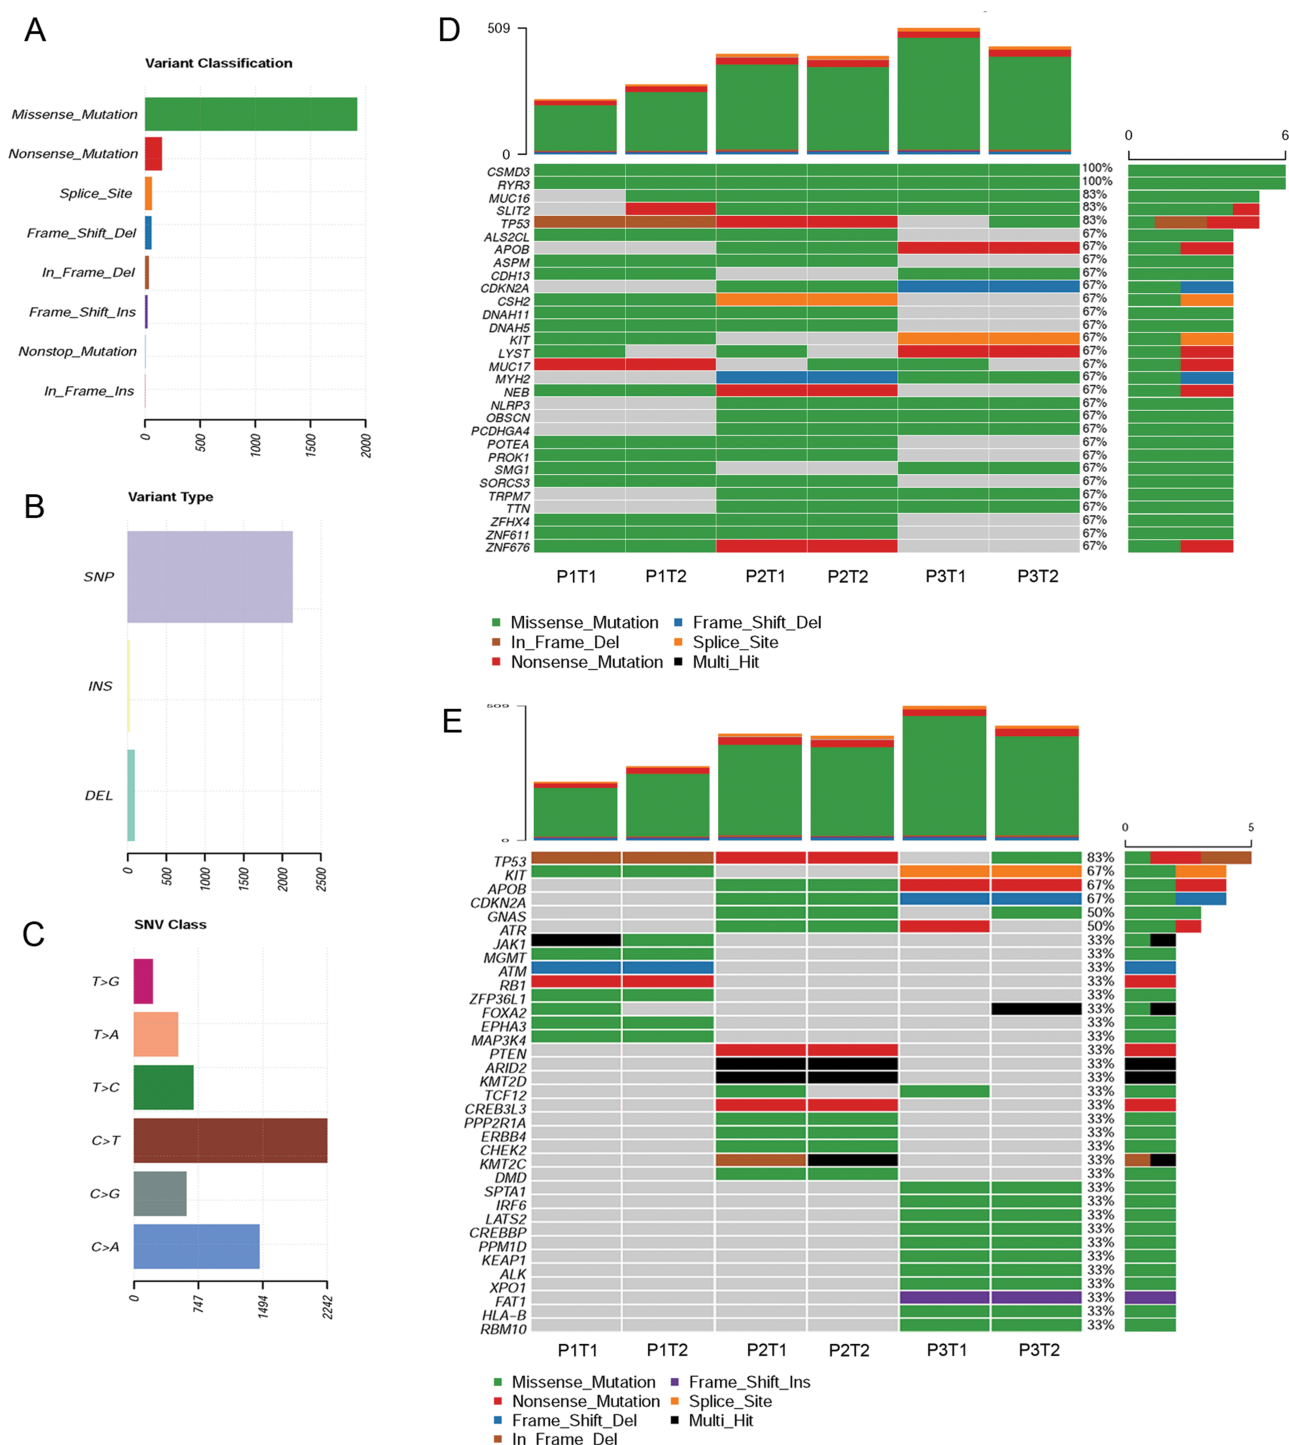 A
Variant Classification
Missense_Mutation
Nonsense_Mutation
Splice_Site
Frame_Shift_Del
In_Frame_Del
Frame_Shift_Ins
Nonstop_Mutation
In_Frame_Ins
0 500 1000 1500 2000
B
Variant Type
SNP
INS
DEL
0 500 1000 1500 2000 2500
C
SNV Class
T>G
T>A
T>C
C>T
C>G
C>A
0 747 1494 2242
D
509
0
0 6
CSMD3 100%
RYR3 100%
MUC16 83%
SLIT2 83%
TP53 83%
ALS2CL 67%
APOB 67%
ASPM 67%
CDH13 67%
CDKN2A 67%
CSH2 67%
DNAH11 67%
DNAH5 67%
KIT 67%
LYST 67%
MUC17 67%
MYH2 67%
NEB 67%
NLRP3 67%
OBSCN 67%
PCDHGA4 67%
POTEA 67%
PROK1 67%
SMG1 67%
SORCS3 67%
TRPM7 67%
TTN 67%
ZFHX4 67%
ZNF611 67%
ZNF676 67%
P1T1 P1T2 P2T1 P2T2 P3T1 P3T2
Missense_Mutation Frame_Shift_Del
In_Frame_Del Splice_Site
Nonsense_Mutation Multi_Hit
E
509
0
0 5
TP53 83%
KIT 67%
APOB 67%
CDKN2A 67%
GNAS 50%
ATR 50%
JAK1 33%
MGMT 33%
ATM 33%
RB1 33%
ZFP36L1 33%
FOXA2 33%
EPHA3 33%
MAP3K4 33%
PTEN 33%
ARID2 33%
KMT2D 33%
TCF12 33%
CREB3L3 33%
PPP2R1A 33%
ERBB4 33%
CHEK2 33%
KMT2C 33%
DMD 33%
SPTA1 33%
IRF6 33%
LATS2 33%
CREBBP 33%
PPM1D 33%
KEAP1 33%
ALK 33%
XPO1 33%
FAT1 33%
HLA-B 33%
RBM10 33%
P1T1 P1T2 P2T1 P2T2 P3T1 P3T2
Missense_Mutation Frame_Shift_Ins
Nonsense_Mutation Splice_Site
Frame_Shift_Del Multi_Hit
In_Frame_Del